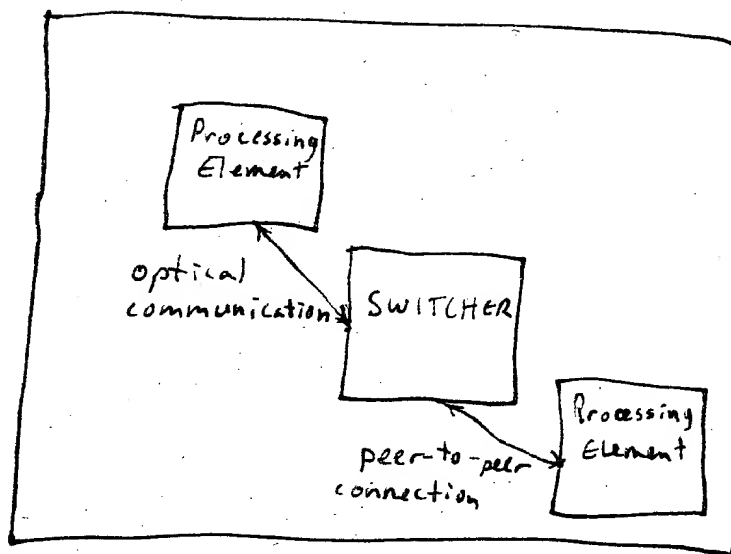 Processing
Element
optical
communication
SWITCHER
Processing
Element
peer-to-peer
connection